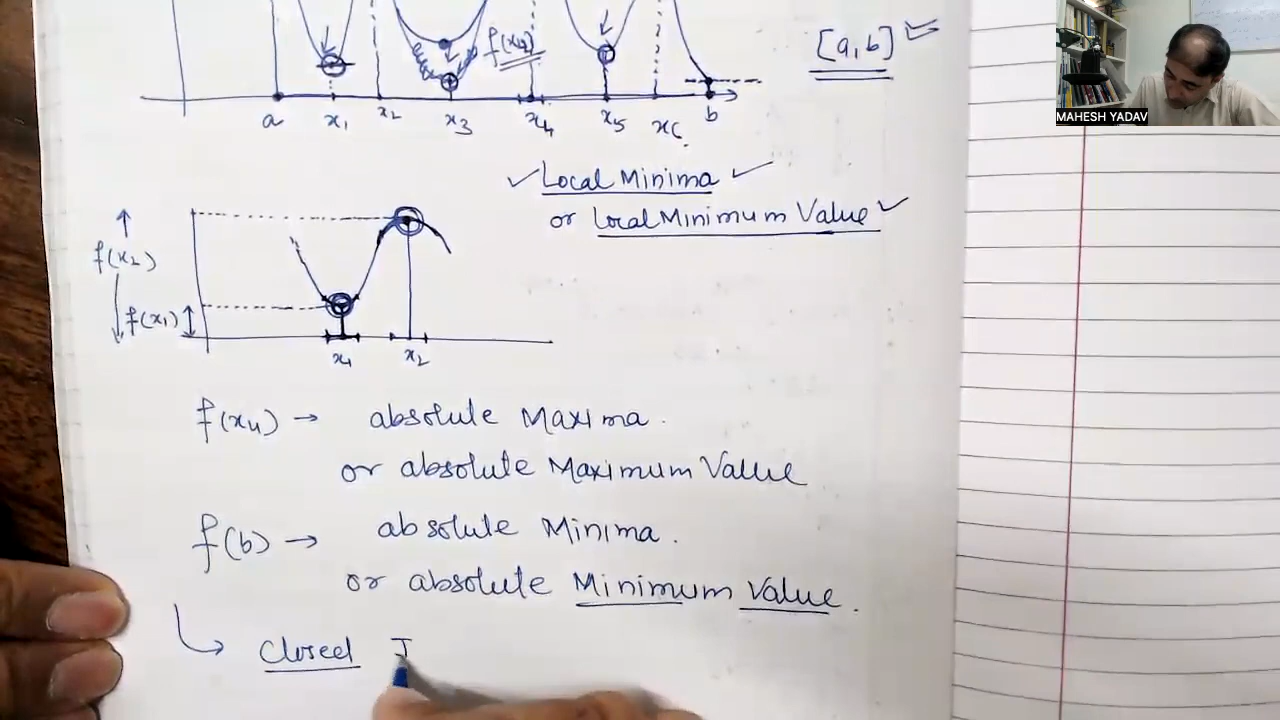 f(x4)
[a,b]
a x1 x2 x3 x4 x5 x6 b
MAHESH YADAV
Local Minima
or Local Minimum Value
f(x2)
f(x1)
x1 x2
f(x4) → absolute Maxima.
or absolute Maximum Value
f(b) → absolute Minima.
or absolute Minimum Value.
Closed I